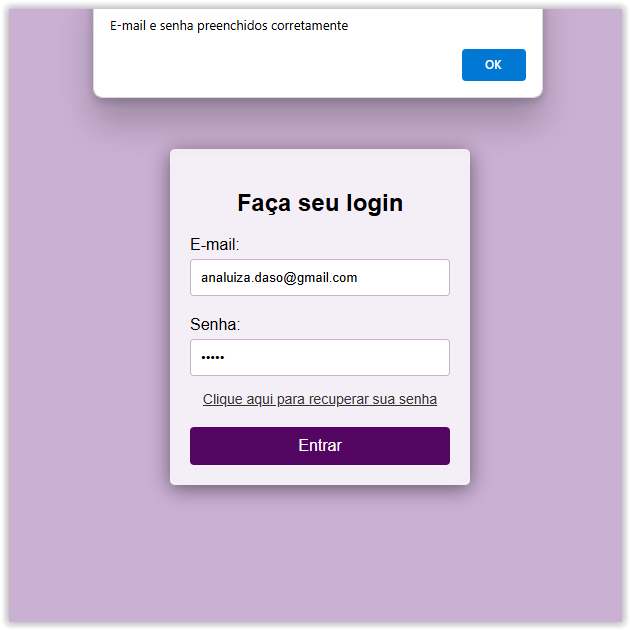 E-mail e senha preenchidos corretamente
OK
Faça seu login
E-mail:
analuiza.daso@gmail.com
Senha:
•••••
Clique aqui para recuperar sua senha
Entrar